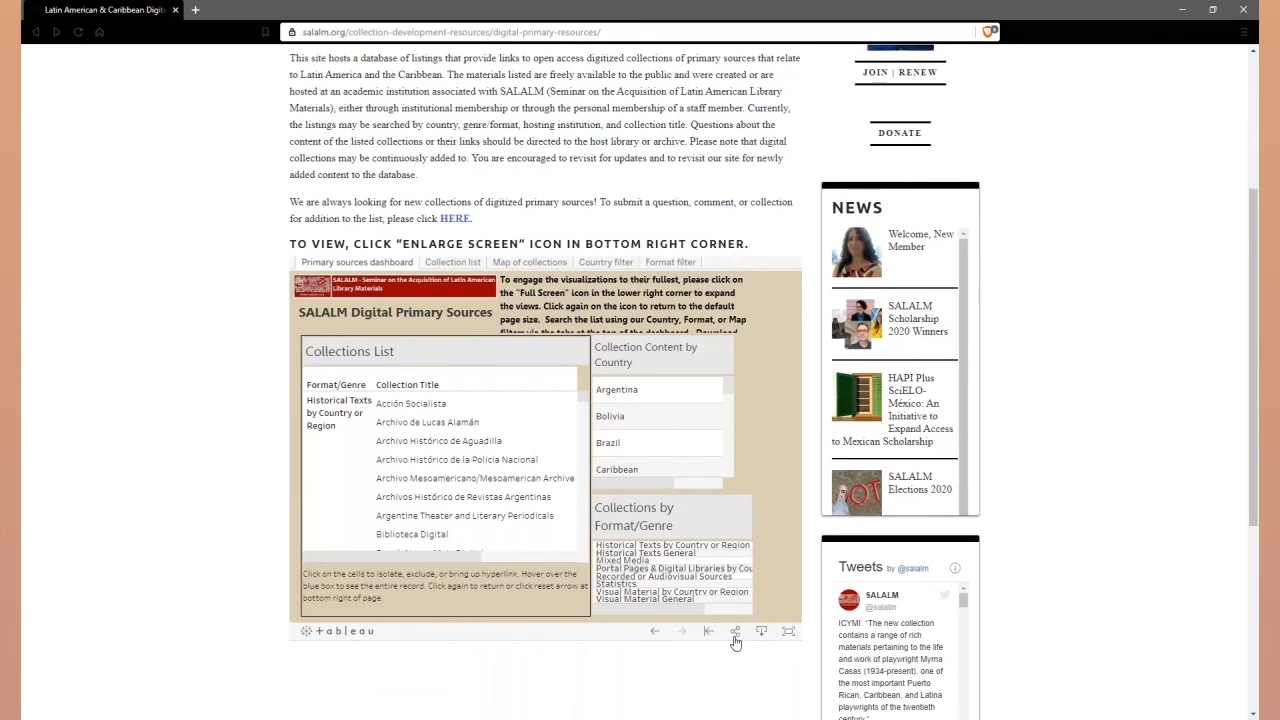 Latin American & Caribbean Digit
salalm.org/collection-development-resources/digital-primary-resources/
This site hosts a database of listings that provide links to open access digitized collections of primary sources that relate
to Latin America and the Caribbean. The materials listed are freely available to the public and were created or are
hosted at an academic institution associated with SALALM (Seminar on the Acquisition of Latin American Library
Materials), either through institutional membership or through the personal membership of a staff member. Currently,
the listings may be searched by country, genre/format, hosting institution, and collection title. Questions about the
content of the listed collections or their links should be directed to the host library or archive. Please note that digital
collections may be continuously added to. You are encouraged to revisit for updates and to revisit our site for newly
added content to the database.
We are always looking for new collections of digitized primary sources! To submit a question, comment, or collection
for addition to the list, please click HERE.
TO VIEW, CLICK “ENLARGE SCREEN” ICON IN BOTTOM RIGHT CORNER.
Primary sources dashboard Collection list Map of collections Country filter Format filter
SALALM - Seminar on the Acquisition of Latin American
Library Materials
SALALM Digital Primary Sources
To engage the visualizations to their fullest, please click on
the "Full Screen" icon in the lower right corner to expand
the views. Click again on the icon to return to the default
page size. Search the list using our Country, Format, or Map
filters via the tabs at the top of the dashboard. Download
Collections List
Format/Genre Collection Title
Historical Texts
by Country or
Region
Acción Socialista
Archivo de Lucas Alamán
Archivo Histórico de Aguadilla
Archivo Histórico de la Policia Nacional
Archivo Mesoamericano/Mesoamerican Archive
Archivos Histórico de Revistas Argentinas
Argentine Theater and Literary Periodicals
Biblioteca Digital
Click on the cells to isolate, exclude, or bring up hyperlink. Hover over the
blue box to see the entire record. Click again to return or click reset arrow at
bottom right of page.
Collection Content by
Country
Argentina
Bolivia
Brazil
Caribbean
Collections by
Format/Genre
Historical Texts by Country or Region
Historical Texts General
Mixed Media
Portal Pages & Digital Libraries by Cou
Recorded or Audiovisual Sources
Statistics
Visual Material by Country or Region
Visual Material General
+ableau
JOIN | RENEW
DONATE
NEWS
Welcome, New
Member
SALALM
Scholarship
2020 Winners
HAPI Plus
SciELO-
México: An
Initiative to
Expand Access
to Mexican Scholarship
SALALM
Elections 2020
Tweets by @salalm
SALALM
@salalm
ICYMI: “The new collection
contains a range of rich
materials pertaining to the life
and work of playwright Myrna
Casas (1934-present), one of
the most important Puerto
Rican, Caribbean, and Latina
playwrights of the twentieth
century."